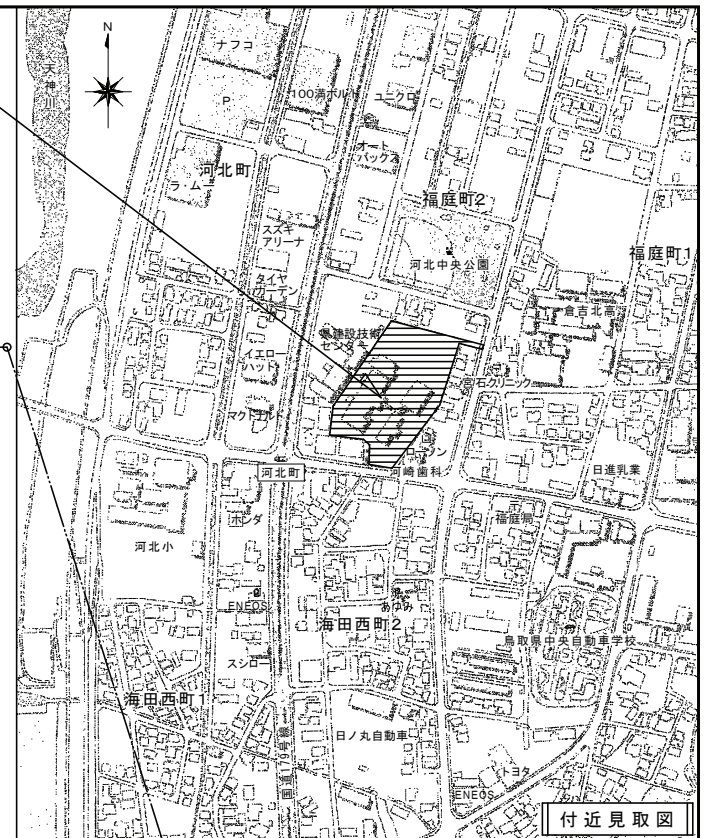 N
ナフコ
天神川
P
100満ボルト
ユニクロ
オート
バックス
河北町
ラ・ムー
福庭町2
スズキ
アリーナ
河北中央公園
福庭町1
タイヤ
ガーデン
倉吉北高
県建設技術
センター
イエロー
ハット
宮石クリニック
マクドナルド
ローソン
河北町
河崎歯科
日進乳業
ホンダ
福庭局
河北小
ENEOS
あゆみ
海田西町2
鳥取県中央自動車学校
スシロー
海田西町1
国道179号線
日ノ丸自動車
トヨタ
ENEOS
付近見取図